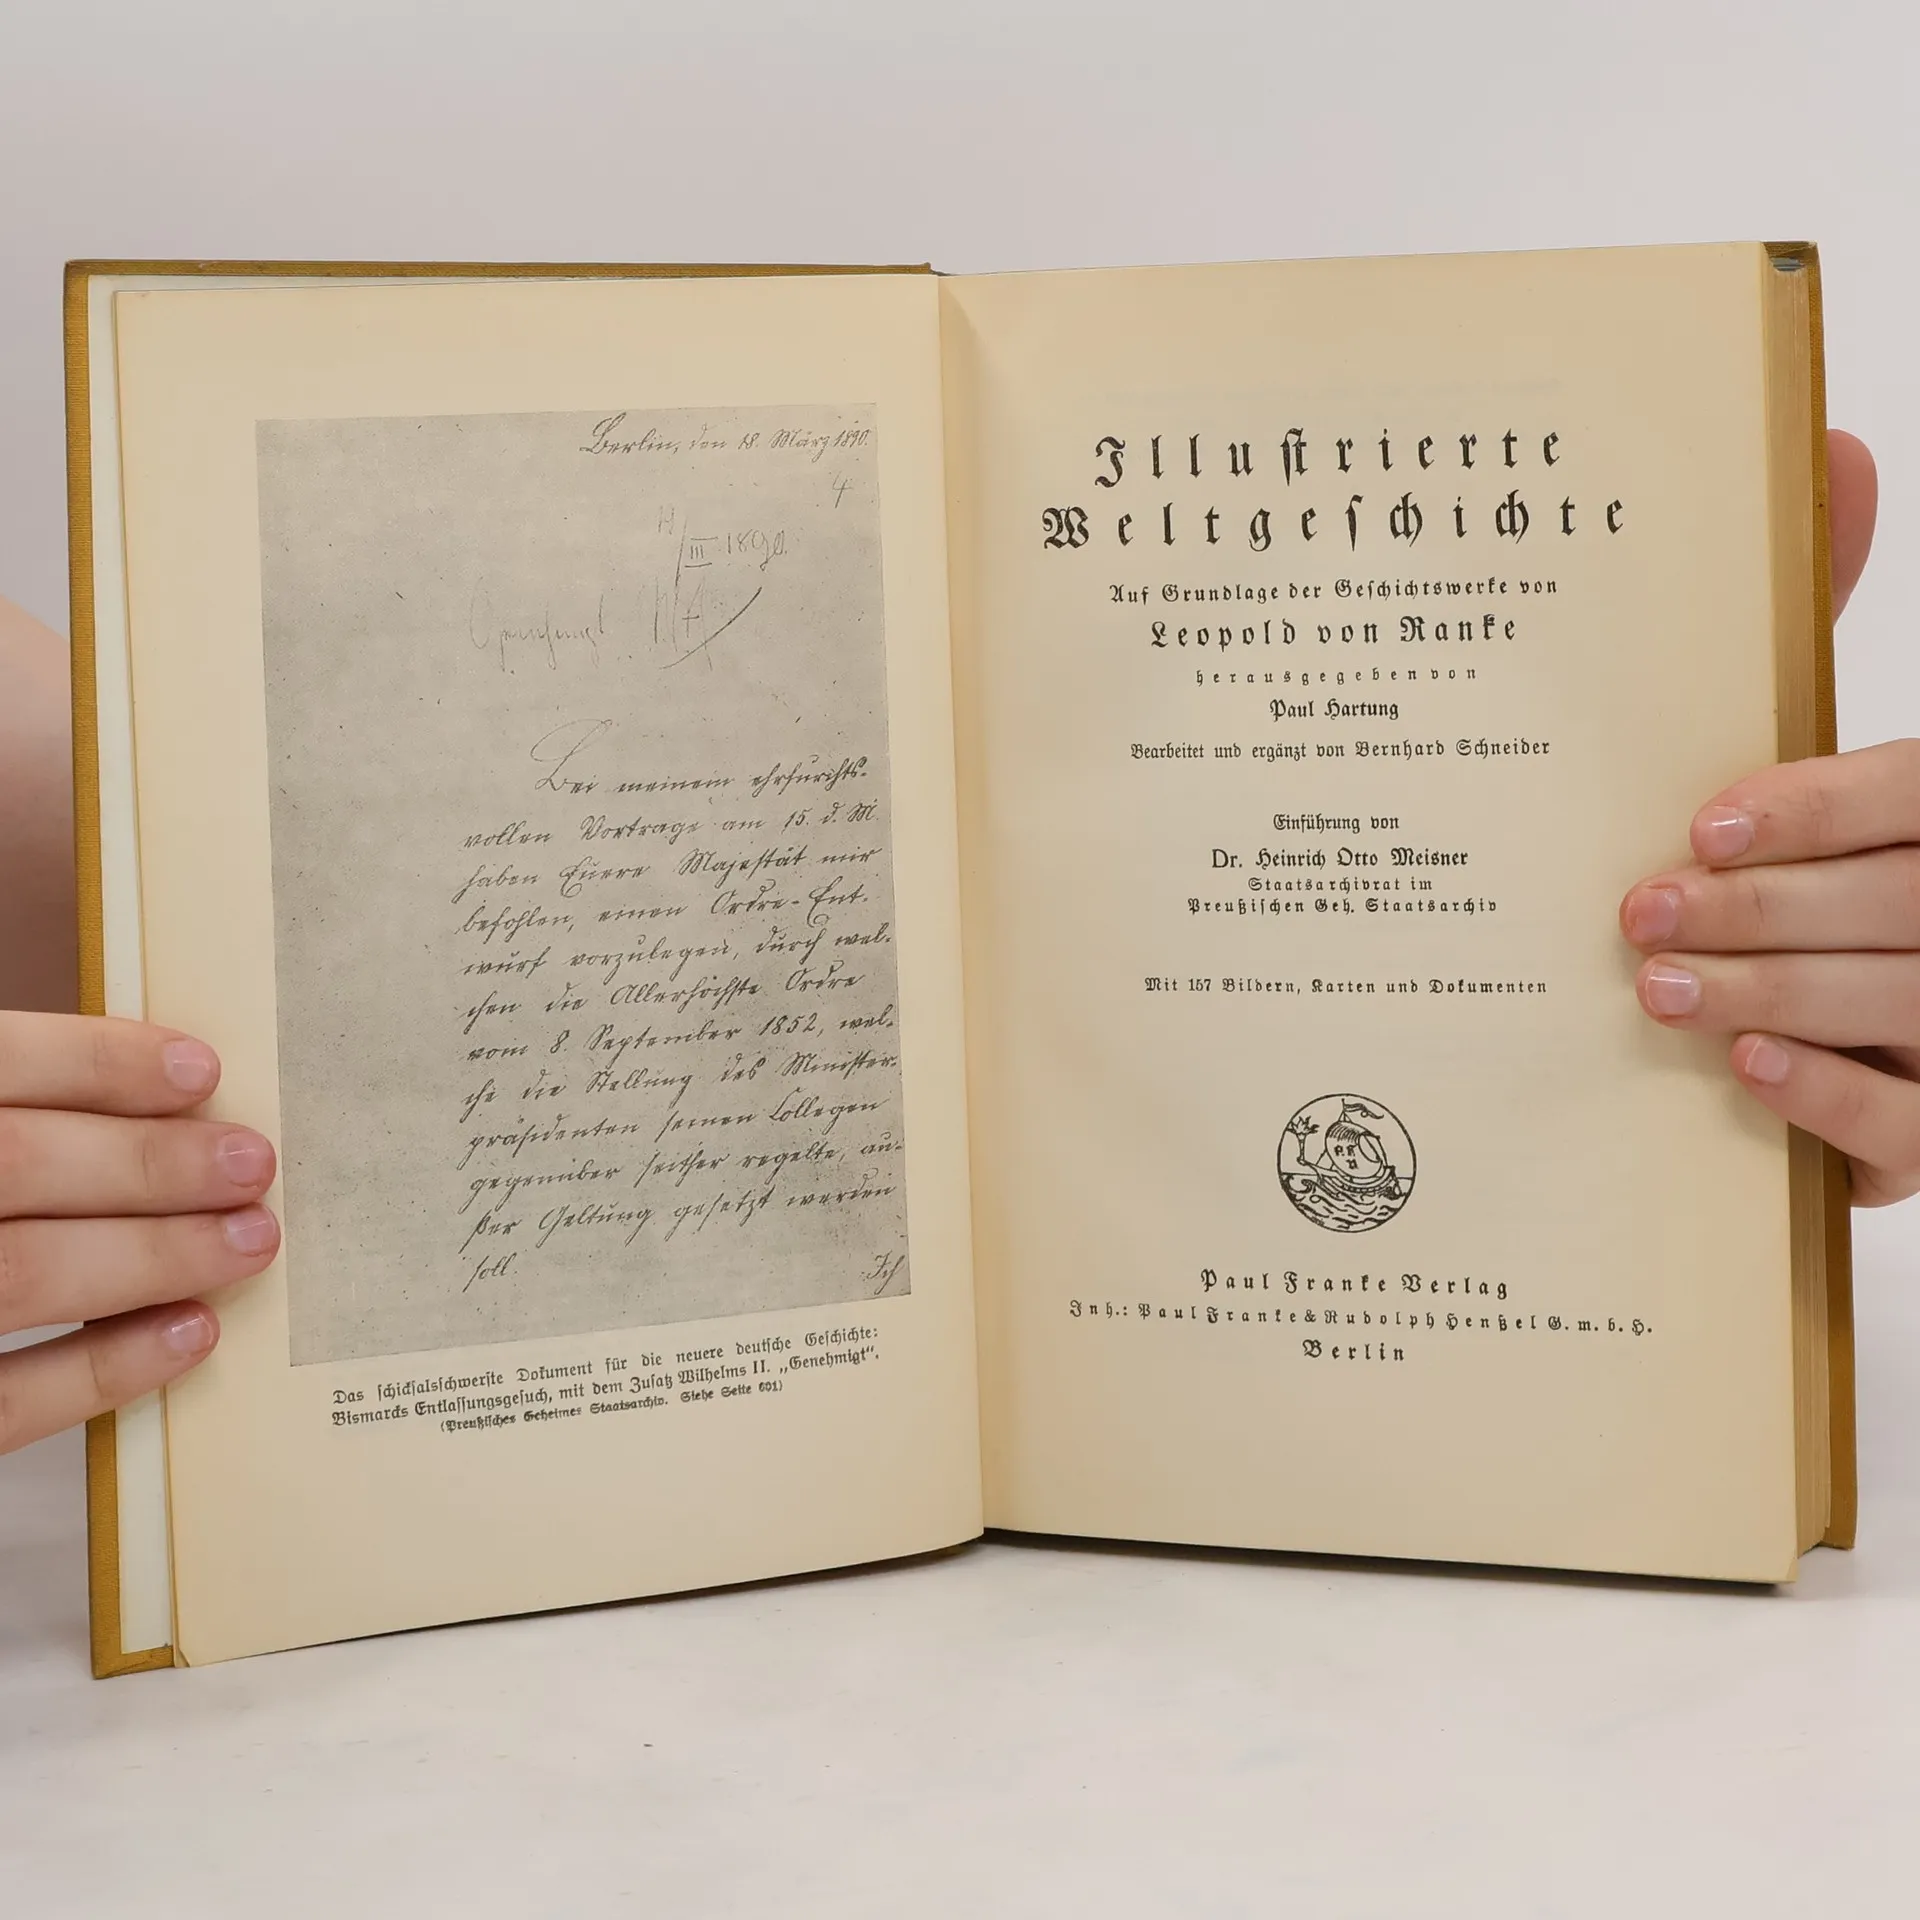 Berlin, den 18. März 1890.
4
III 1890.
Bei meinem ehrfurchts-
vollen Vortrage am 15. d. M.
haben Euere Majestät mir
befohlen, einen Ordre-Ent-
wurf vorzulegen, durch wel-
chen die Allerhöchste Ordre
vom 8. September 1852, wel-
che die Stellung des Minister-
präsidenten seinen Collegen
gegenüber seither regelte, au-
ßer Geltung gesetzt werden
soll.
Ich
Das schicksalschwerste Dokument für die neuere deutsche Geschichte:
Bismarcks Entlassungsgesuch, mit dem Zusatz Wilhelms II. „Genehmigt“.
(Preußisches Geheimes Staatsarchiv. Siehe Seite 601)
Illustrierte
Weltgeschichte
Auf Grundlage der Geschichtswerke von
Leopold von Ranke
herausgegeben von
Paul Hartung
Bearbeitet und ergänzt von Bernhard Schneider
Einführung von
Dr. Heinrich Otto Meisner
Staatsarchivrat im
Preußischen Geh. Staatsarchiv
Mit 157 Bildern, Karten und Dokumenten
Paul Franke Verlag
Inh.: Paul Franke & Rudolph Henßel G. m. b. H.
Berlin